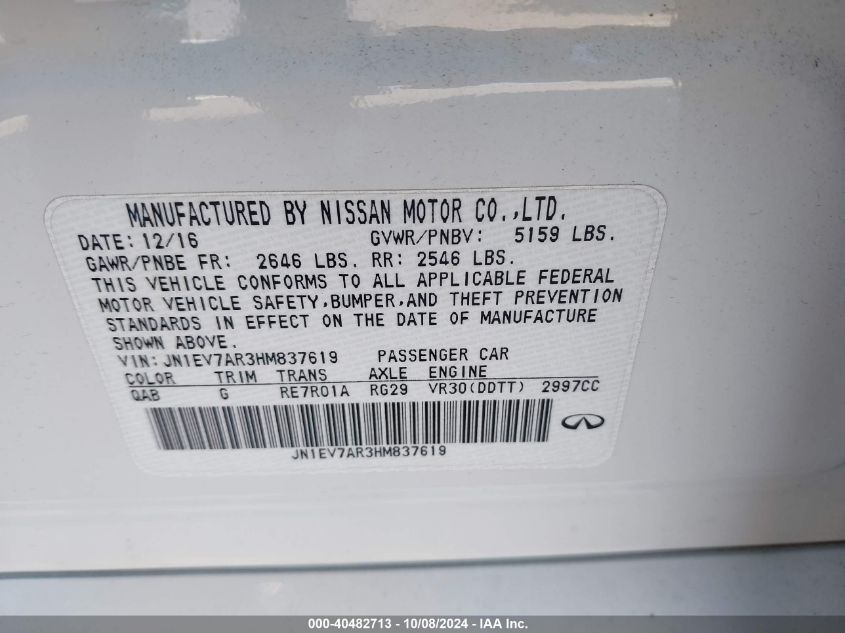 MANUFACTURED BY NISSAN MOTOR CO.,LTD.
DATE: 12/16 GVWR/PNBV: 5159 LBS.
GAWR/PNBE FR: 2646 LBS. RR: 2546 LBS.
THIS VEHICLE CONFORMS TO ALL APPLICABLE FEDERAL
MOTOR VEHICLE SAFETY,BUMPER,AND THEFT PREVENTION
STANDARDS IN EFFECT ON THE DATE OF MANUFACTURE
SHOWN ABOVE.
VIN: JN1EV7AR3HM837619 PASSENGER CAR
COLOR TRIM TRANS AXLE ENGINE
QAB G RE7R01A RG29 VR30(DDTT) 2997CC
JN1EV7AR3HM837619
000-40482713 - 10/08/2024 - IAA Inc.